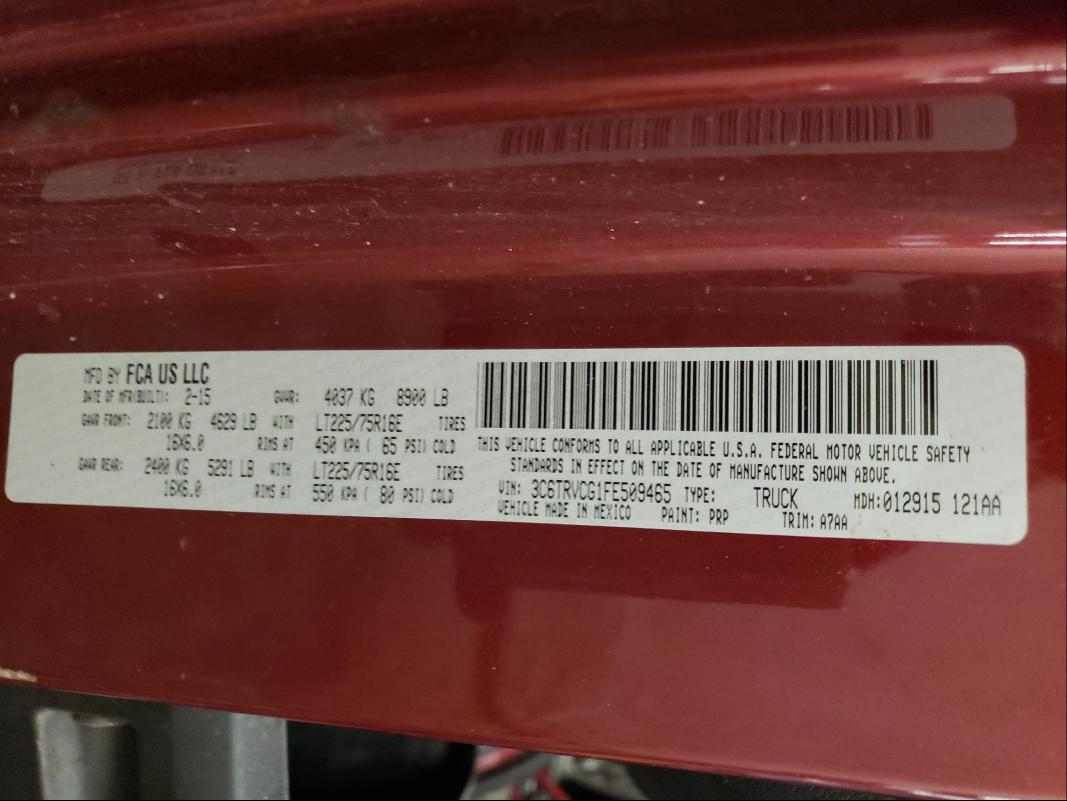 MFD BY FCA US LLC
DATE OF MFR(BUILT): 2-15 GVWR: 4037 KG 8900 LB
GAWR FRONT: 2100 KG 4629 LB WITH LT225/75R16E TIRES
16X6.0 RIMS AT 450 KPA ( 65 PSI) COLD
GAWR REAR: 2400 KG 5291 LB WITH LT225/75R16E TIRES
16X6.0 RIMS AT 550 KPA ( 80 PSI) COLD
THIS VEHICLE CONFORMS TO ALL APPLICABLE U.S.A. FEDERAL MOTOR VEHICLE SAFETY
STANDARDS IN EFFECT ON THE DATE OF MANUFACTURE SHOWN ABOVE.
VIN: 3C6TRVCG1FE509465 TYPE: TRUCK MDH:012915 121AA
VEHICLE MADE IN MEXICO PAINT: PRP TRIM: A7AA